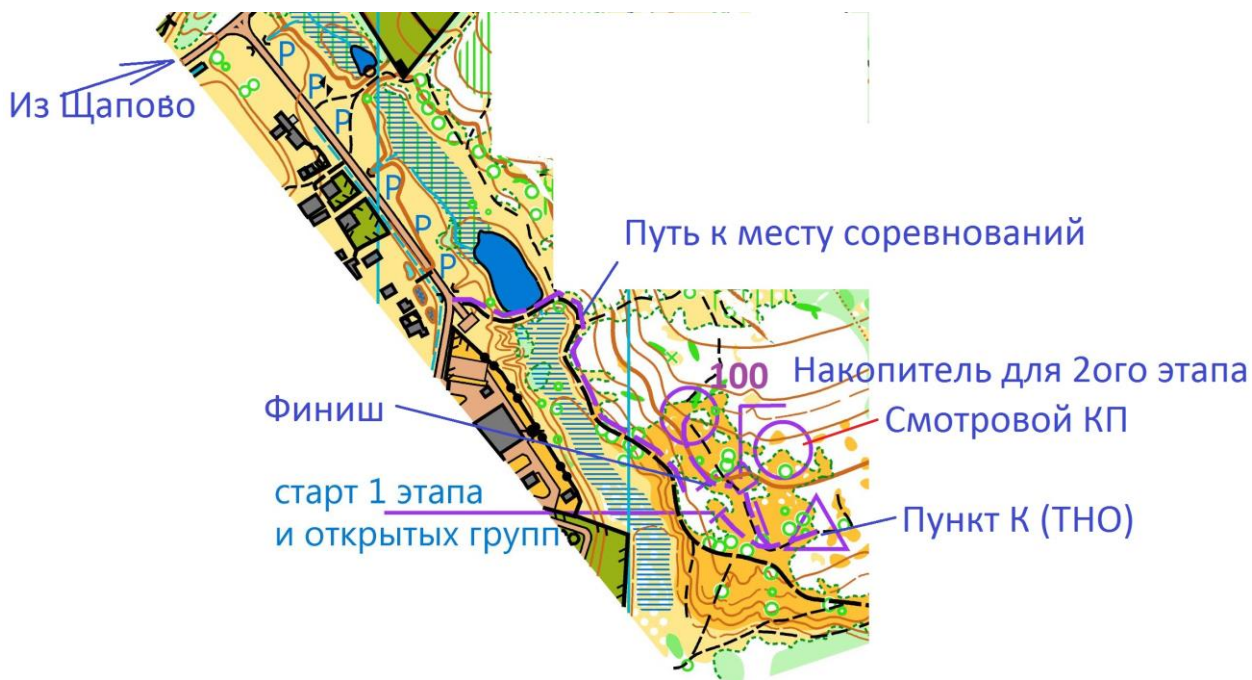 Из Щапово
P
P
P
P
P
P
Путь к месту соревнований
100
Накопитель для 2ого этапа
Смотровой КП
Финиш
старт 1 этапа
и открытых групп
Пункт К (ТНО)